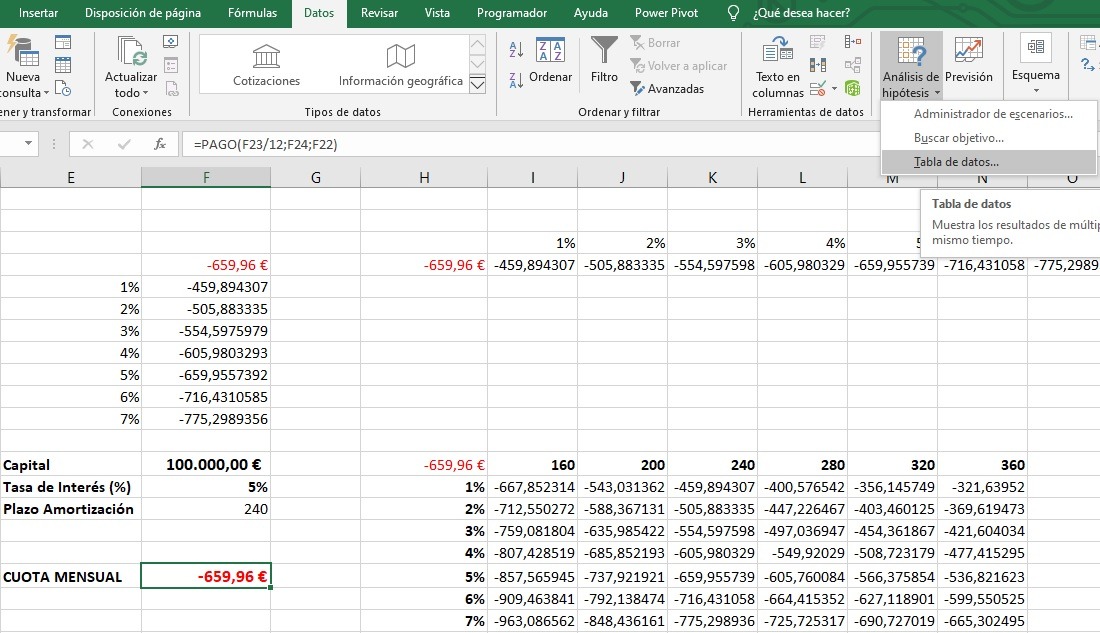 Insertar Disposición de página Fórmulas Datos Revisar Vista Programador Ayuda Power Pivot ¿Qué desea hacer?
Nueva
consulta
Actualizar
todo
Cotizaciones
Información geográfica
Ordenar
Filtro
Borrar
Volver a aplicar
Avanzadas
Texto en
columnas
Análisis de
hipótesis
Previsión
Esquema
ner y transformar Conexiones Tipos de datos Ordenar y filtrar Herramientas de datos
Administrador de escenarios...
Buscar objetivo...
Tabla de datos...
Tabla de datos
Muestra los resultados de múltip
mismo tiempo.
fx =PAGO(F23/12;F24;F22)
E F G H I J K L M N O
1% 2% 3% 4% 5
-659,96 € -659,96 € -459,894307 -505,883335 -554,597598 -605,980329 -659,955739 -716,431058 -775,2989
1% -459,894307
2% -505,883335
3% -554,5975979
4% -605,9803293
5% -659,9557392
6% -716,4310585
7% -775,2989356
Capital 100.000,00 € -659,96 € 160 200 240 280 320 360
Tasa de Interés (%) 5% 1% -667,852314 -543,031362 -459,894307 -400,576542 -356,145749 -321,63952
Plazo Amortización 240 2% -712,550272 -588,367131 -505,883335 -447,226467 -403,460125 -369,619473
3% -759,081804 -635,985422 -554,597598 -497,036947 -454,361867 -421,604034
4% -807,428519 -685,852193 -605,980329 -549,92029 -508,723179 -477,415295
CUOTA MENSUAL -659,96 € 5% -857,565945 -737,921921 -659,955739 -605,760084 -566,375854 -536,821623
6% -909,463841 -792,138474 -716,431058 -664,415352 -627,118901 -599,550525
7% -963,086562 -848,436161 -775,298936 -725,725317 -690,727019 -665,302495